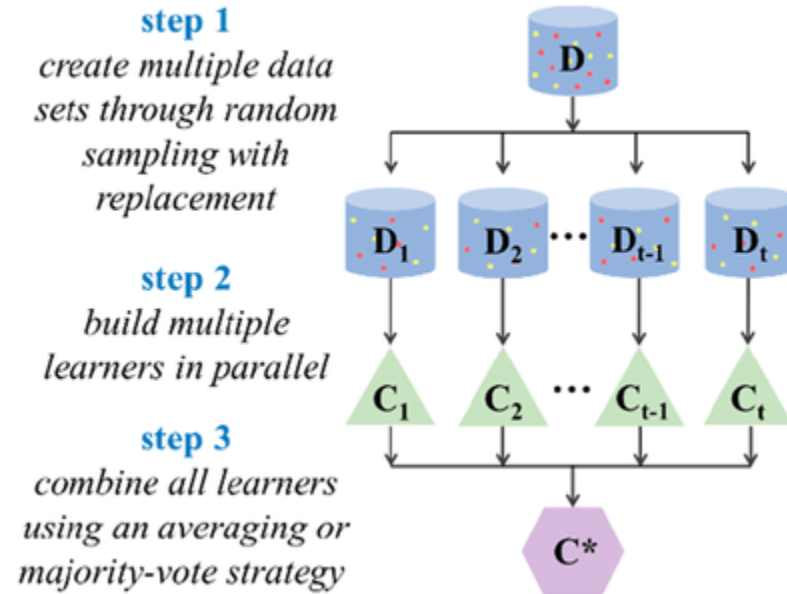 step 1
create multiple data
sets through random
sampling with
replacement
step 2
build multiple
learners in parallel
step 3
combine all learners
using an averaging or
majority-vote strategy
D
D₁ D₂ ... Dₜ₋₁ Dₜ
C₁ C₂ ... Cₜ₋₁ Cₜ
C*